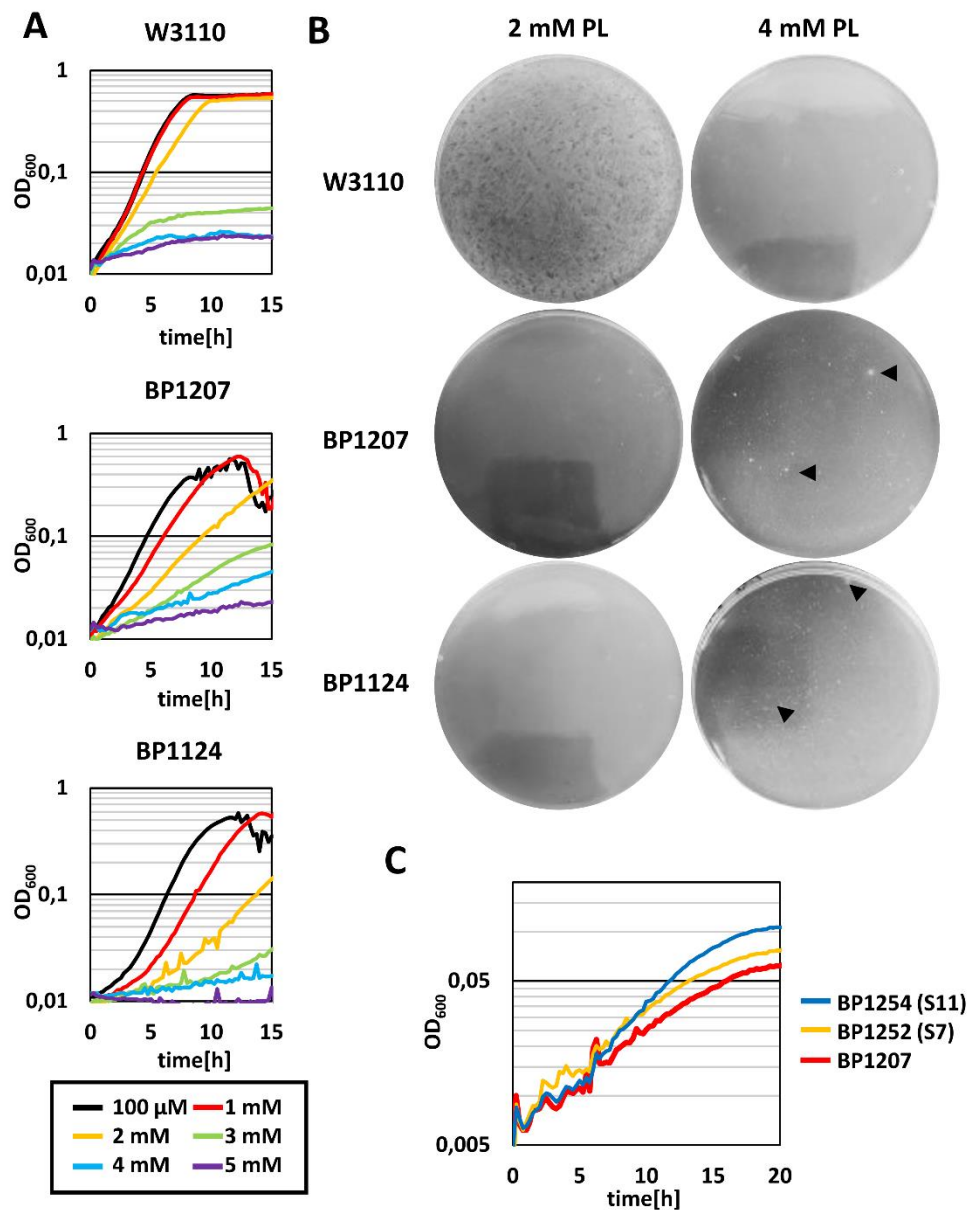 A
W3110
1
0,1
0,01
OD600
0 5 10 15
time[h]
BP1207
1
0,1
0,01
OD600
0 5 10 15
time[h]
BP1124
1
0,1
0,01
OD600
0 5 10 15
time[h]
100 µM 1 mM
2 mM 3 mM
4 mM 5 mM
B
2 mM PL 4 mM PL
W3110
BP1207
BP1124
C
0,05
0,005
OD600
0 5 10 15 20
time[h]
BP1254 (S11)
BP1252 (S7)
BP1207